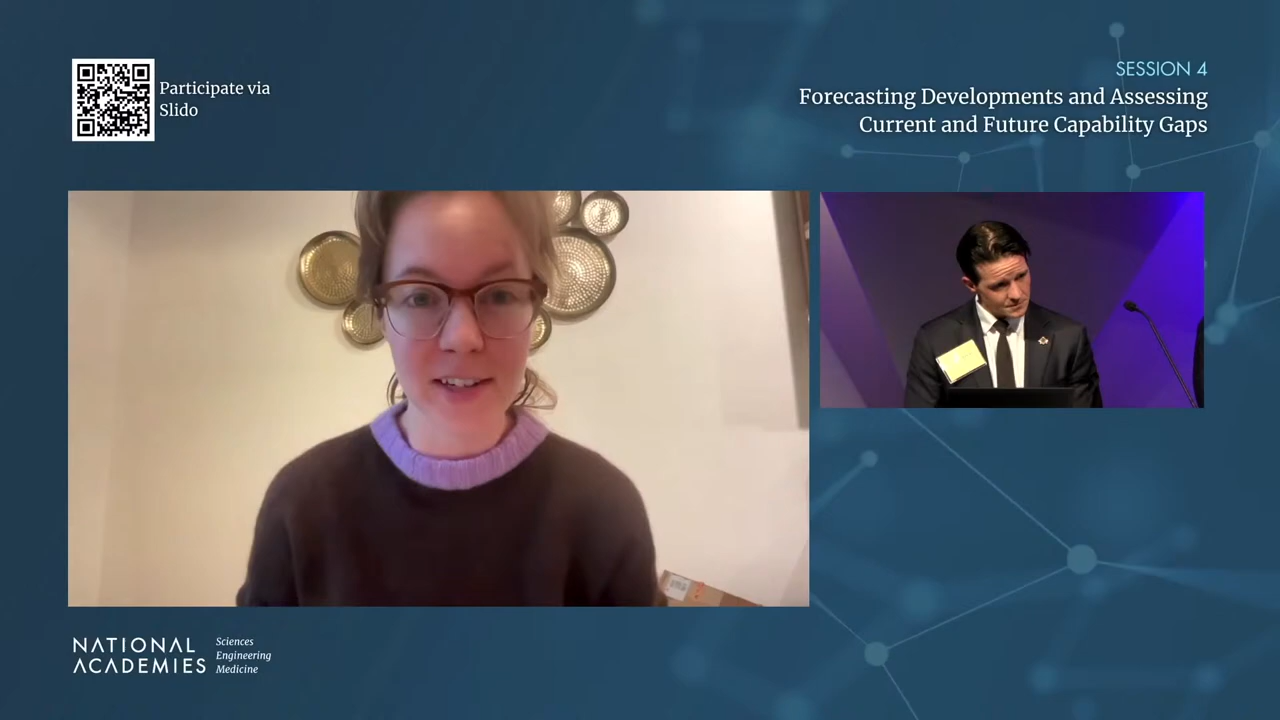 Participate via
Slido
SESSION 4
Forecasting Developments and Assessing
Current and Future Capability Gaps
NATIONAL
ACADEMIES
Sciences
Engineering
Medicine